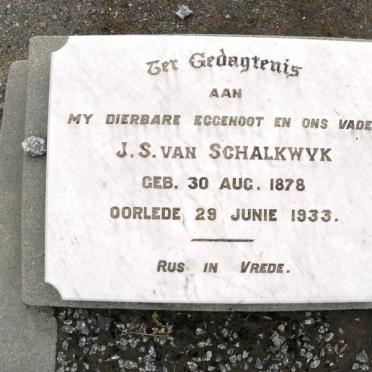 Ter Gedagtenis
AAN
MY DIERBARE EGGENOOT EN ONS VADE
J. S. VAN SCHALKWYK
GEB. 30 AUG. 1878
OORLEDE 29 JUNIE 1933.
RUS IN VREDE.